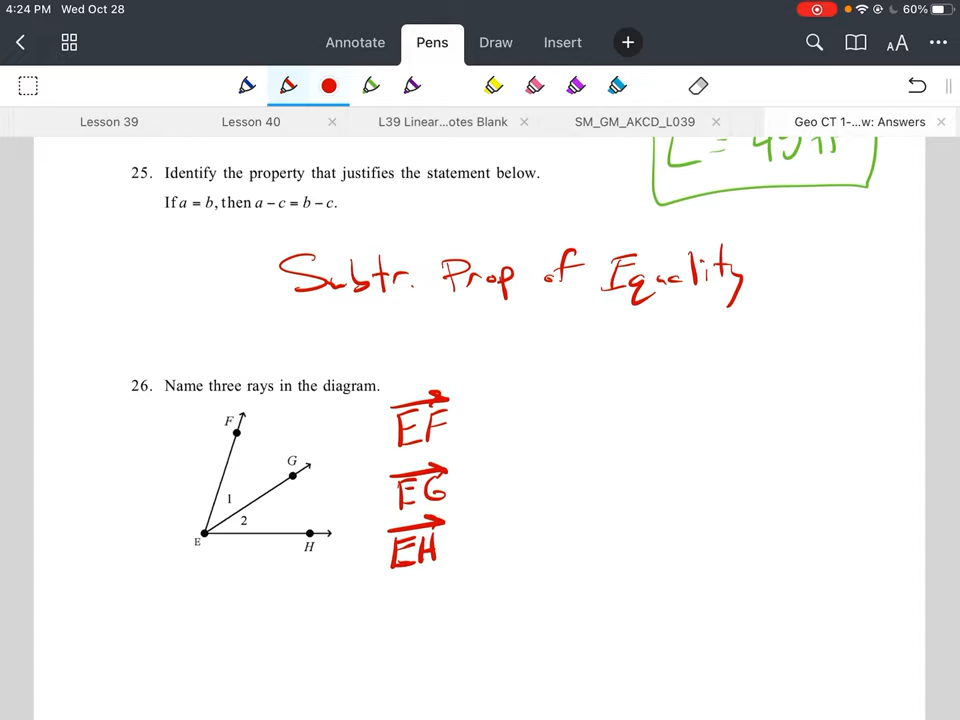 4:24 PM Wed Oct 28 60%
Annotate Pens Draw Insert
AA
Lesson 39 Lesson 40 L39 Linear...otes Blank SM_GM_AKCD_L039 Geo CT 1-...w: Answers
25. Identify the property that justifies the statement below.
If a = b, then a − c = b − c.
Subtr. Prop of Equality
26. Name three rays in the diagram.
F
EF
G
EG
1
2
E
H
EH